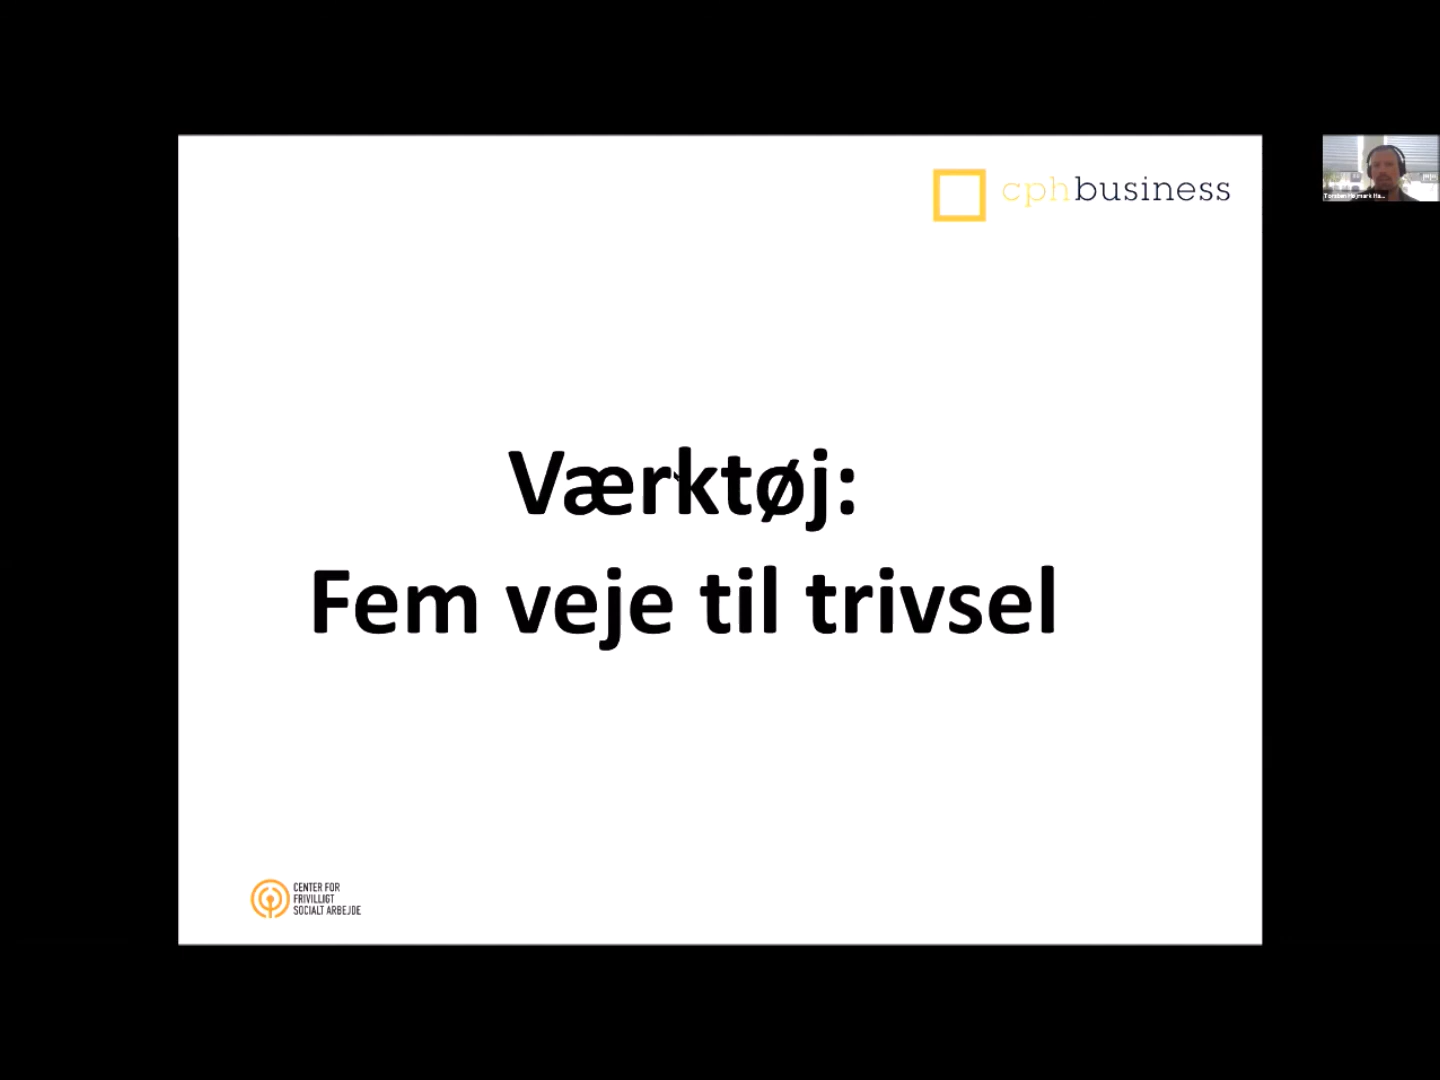 cphbusiness
Værktøj:
Fem veje til trivsel
CENTER FOR
FRIVILLIGT
SOCIALT ARBEJDE